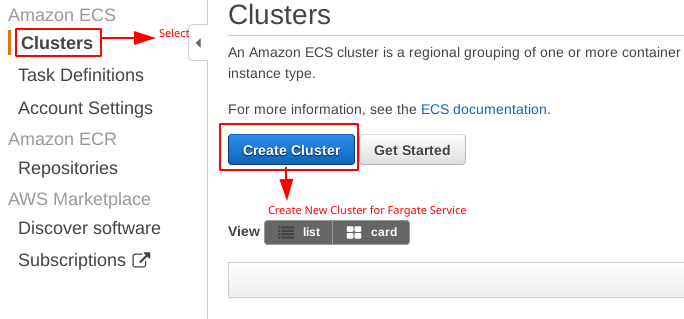 Amazon ECS
Clusters
Select
Task Definitions
Account Settings
Amazon ECR
Repositories
AWS Marketplace
Discover software
Subscriptions
Clusters
An Amazon ECS cluster is a regional grouping of one or more container
instance type.
For more information, see the ECS documentation.
Create Cluster
Get Started
Create New Cluster for Fargate Service
View list card